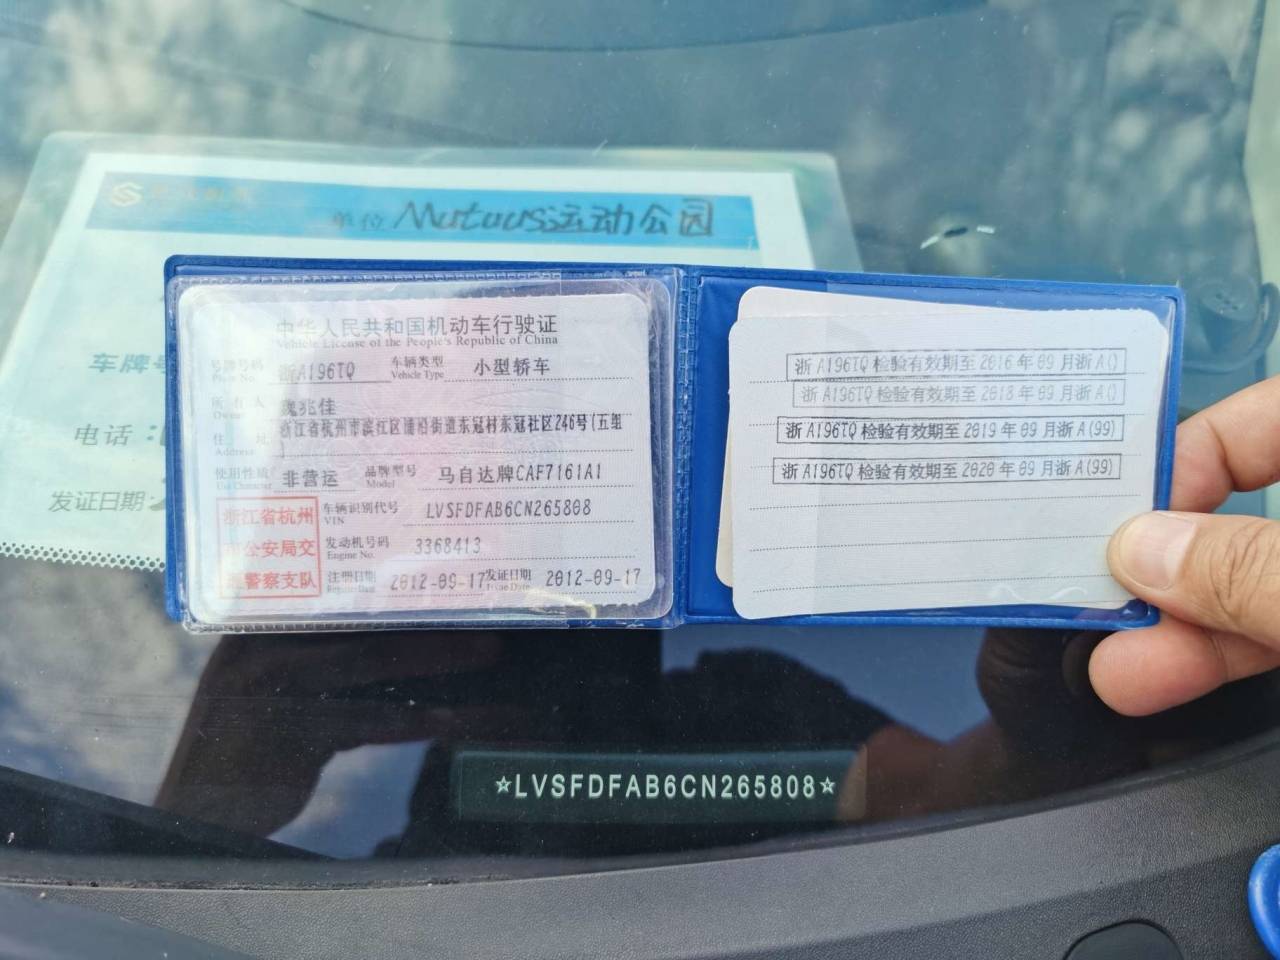 单位 Mutuus运动公园
车牌号
电话:
发证日期:
中华人民共和国机动车行驶证
Vehicle License of the People's Republic of China
号牌号码 浙A196TQ 车辆类型 小型轿车
Plate No. Vehicle Type
所有人 魏兆佳
Owner
住址 浙江省杭州市滨江区浦沿街道东冠村东冠社区246号(五组
使用性质 非营运 品牌型号 马自达牌CAF7161A1
Use Character Model
浙江省杭州
市公安局交
通警察支队
车辆识别代号 LVSFDFAB6CN265808
VIN
发动机号码 3368413
Engine No.
注册日期 2012-09-17 发证日期 2012-09-17
Register Date Issue Date
浙A196TQ检验有效期至2016年09月浙A()
浙A196TQ检验有效期至2018年09月浙A()
浙A196TQ检验有效期至2019年09月浙A(99)
浙A196TQ检验有效期至2020年09月浙A(99)
☆LVSFDFAB6CN265808☆